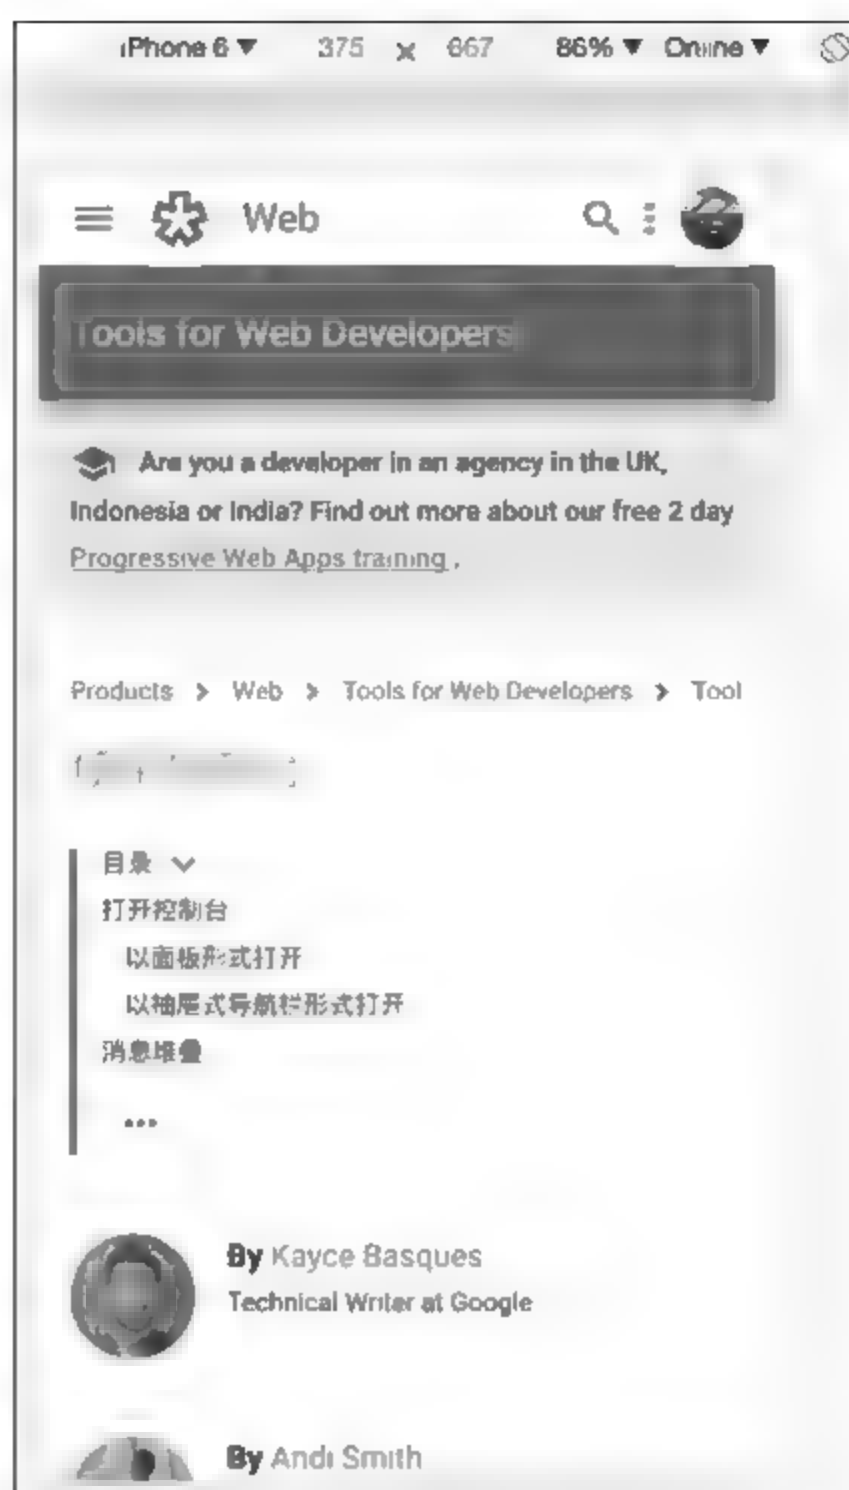 iPhone 6 ▼ 375 × 667 86% ▼ Online ▼
Web
Tools for Web Developers
Are you a developer in an agency in the UK,
Indonesia or India? Find out more about our free 2 day
Progressive Web Apps training .
Products > Web > Tools for Web Developers > Tool
目录
打开控制台
以面板形式打开
以抽屉式导航栏形式打开
消息堆叠
•••
By Kayce Basques
Technical Writer at Google
By Andi Smith